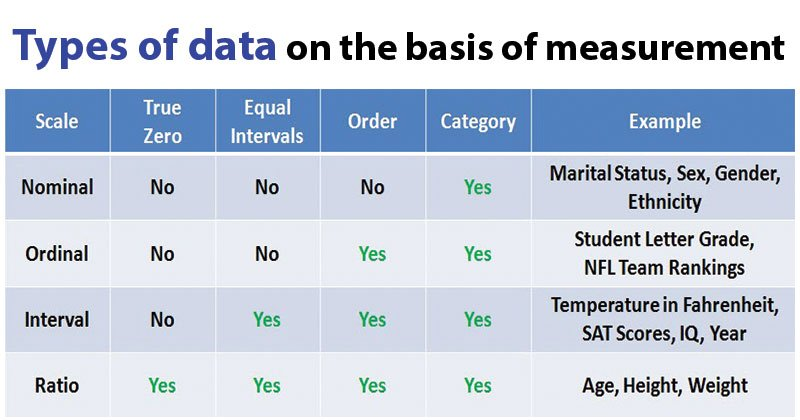 Types of data on the basis of measurement
Scale True Zero Equal Intervals Order Category Example
Nominal No No No Yes Marital Status, Sex, Gender, Ethnicity
Ordinal No No Yes Yes Student Letter Grade, NFL Team Rankings
Interval No Yes Yes Yes Temperature in Fahrenheit, SAT Scores, IQ, Year
Ratio Yes Yes Yes Yes Age, Height, Weight